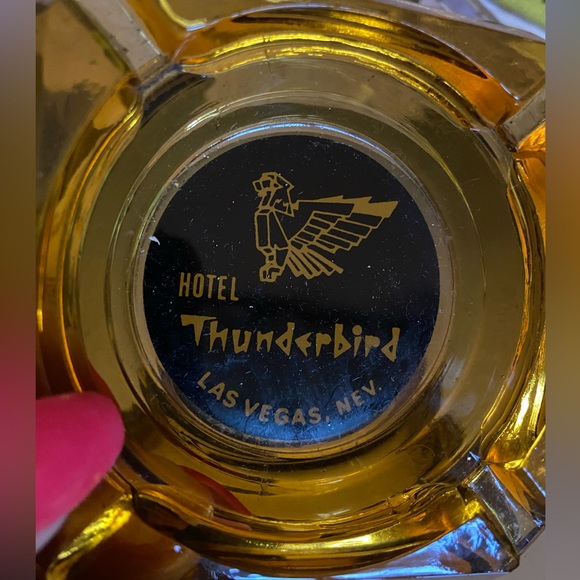 HOTEL
Thunderbird
LAS VEGAS, NEV.